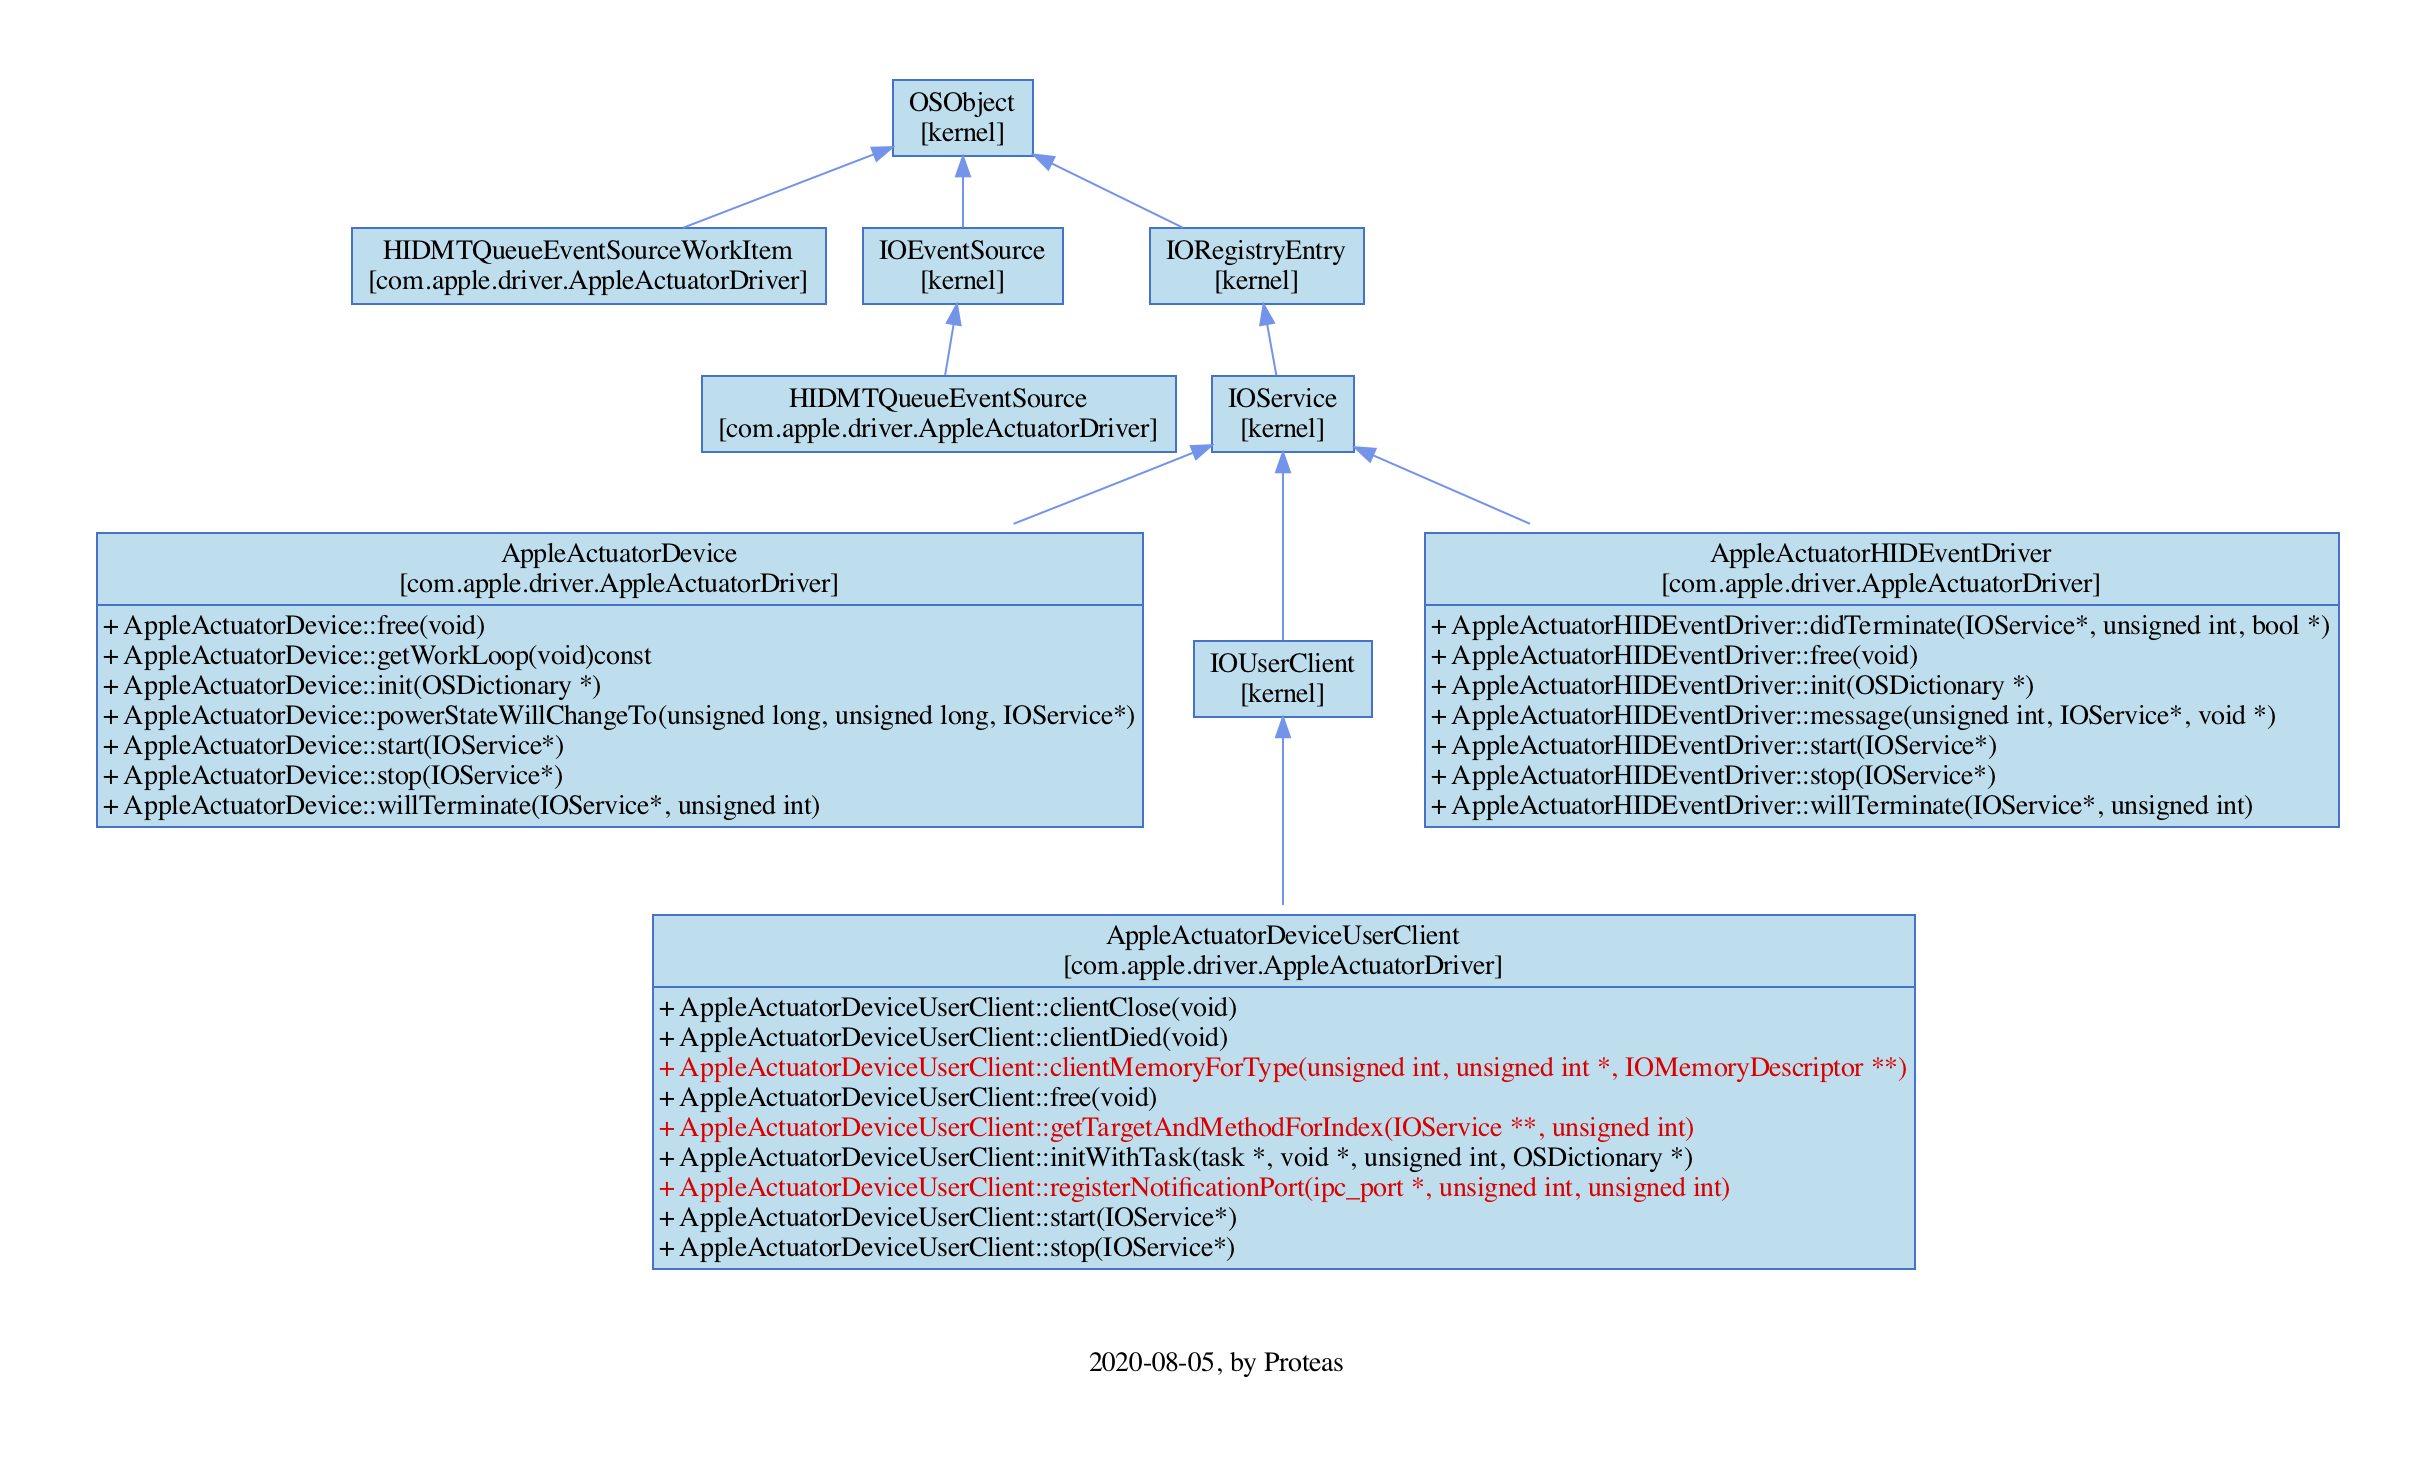 OSObject
[kernel]
HIDMTQueueEventSourceWorkItem
[com.apple.driver.AppleActuatorDriver]
IOEventSource
[kernel]
IORegistryEntry
[kernel]
HIDMTQueueEventSource
[com.apple.driver.AppleActuatorDriver]
IOService
[kernel]
AppleActuatorDevice
[com.apple.driver.AppleActuatorDriver]
+ AppleActuatorDevice::free(void)
+ AppleActuatorDevice::getWorkLoop(void)const
+ AppleActuatorDevice::init(OSDictionary *)
+ AppleActuatorDevice::powerStateWillChangeTo(unsigned long, unsigned long, IOService*)
+ AppleActuatorDevice::start(IOService*)
+ AppleActuatorDevice::stop(IOService*)
+ AppleActuatorDevice::willTerminate(IOService*, unsigned int)
IOUserClient
[kernel]
AppleActuatorHIDEventDriver
[com.apple.driver.AppleActuatorDriver]
+ AppleActuatorHIDEventDriver::didTerminate(IOService*, unsigned int, bool *)
+ AppleActuatorHIDEventDriver::free(void)
+ AppleActuatorHIDEventDriver::init(OSDictionary *)
+ AppleActuatorHIDEventDriver::message(unsigned int, IOService*, void *)
+ AppleActuatorHIDEventDriver::start(IOService*)
+ AppleActuatorHIDEventDriver::stop(IOService*)
+ AppleActuatorHIDEventDriver::willTerminate(IOService*, unsigned int)
AppleActuatorDeviceUserClient
[com.apple.driver.AppleActuatorDriver]
+ AppleActuatorDeviceUserClient::clientClose(void)
+ AppleActuatorDeviceUserClient::clientDied(void)
+ AppleActuatorDeviceUserClient::clientMemoryForType(unsigned int, unsigned int *, IOMemoryDescriptor **)
+ AppleActuatorDeviceUserClient::free(void)
+ AppleActuatorDeviceUserClient::getTargetAndMethodForIndex(IOService **, unsigned int)
+ AppleActuatorDeviceUserClient::initWithTask(task *, void *, unsigned int, OSDictionary *)
+ AppleActuatorDeviceUserClient::registerNotificationPort(ipc_port *, unsigned int, unsigned int)
+ AppleActuatorDeviceUserClient::start(IOService*)
+ AppleActuatorDeviceUserClient::stop(IOService*)
2020-08-05, by Proteas